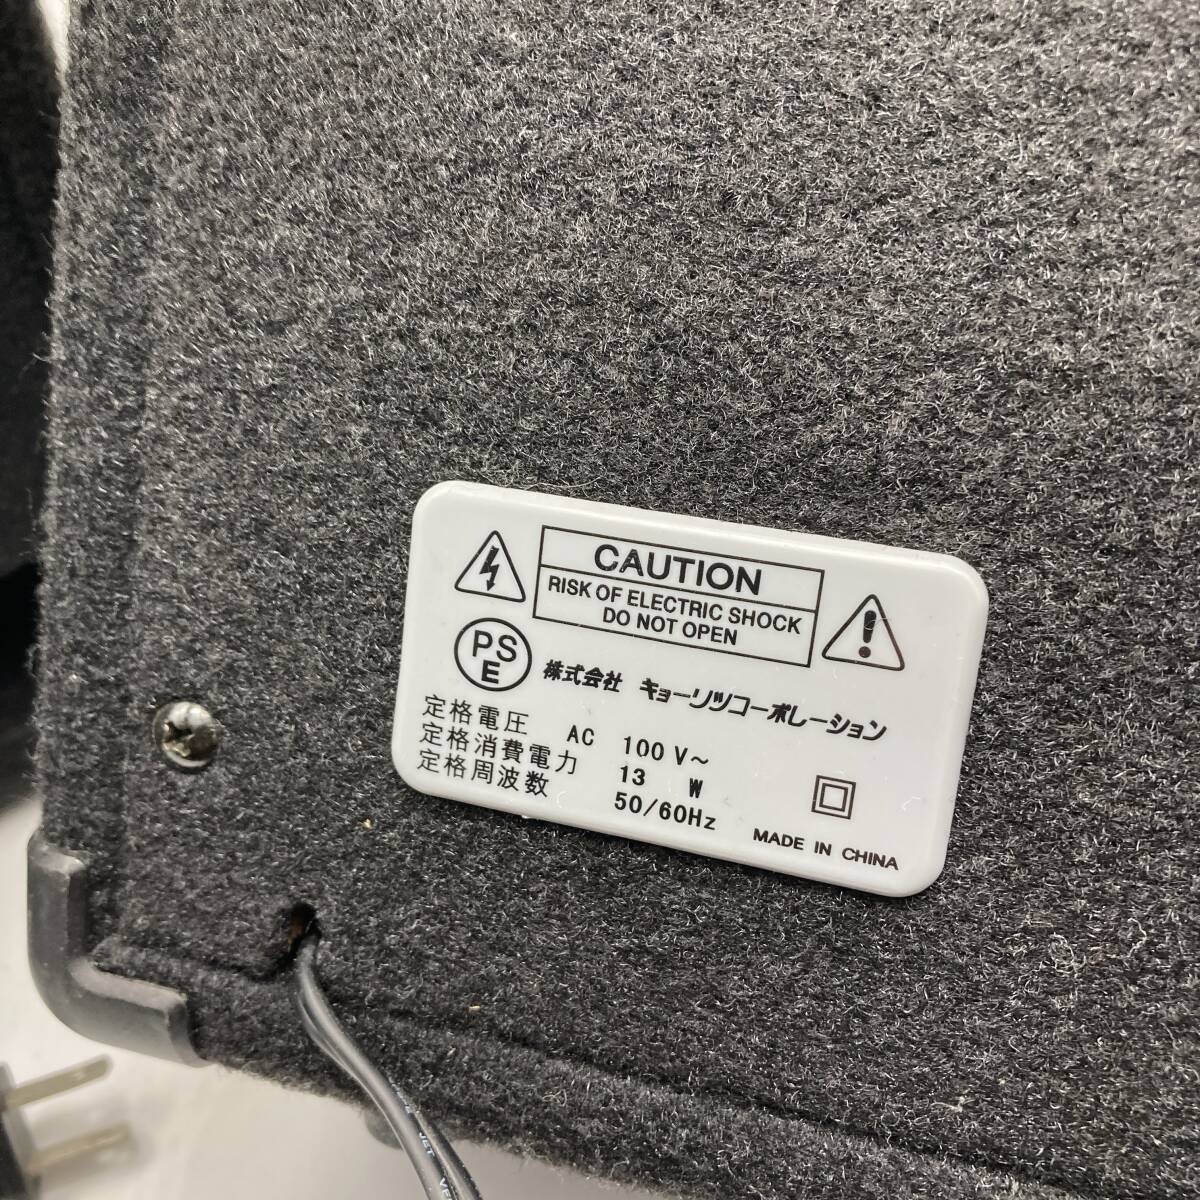 CAUTION
RISK OF ELECTRIC SHOCK
DO NOT OPEN
PS
E
株式会社 キョーリツコーポレーション
定格電圧 AC 100 V～
定格消費電力 13 W
定格周波数 50/60Hz
MADE IN CHINA
JET